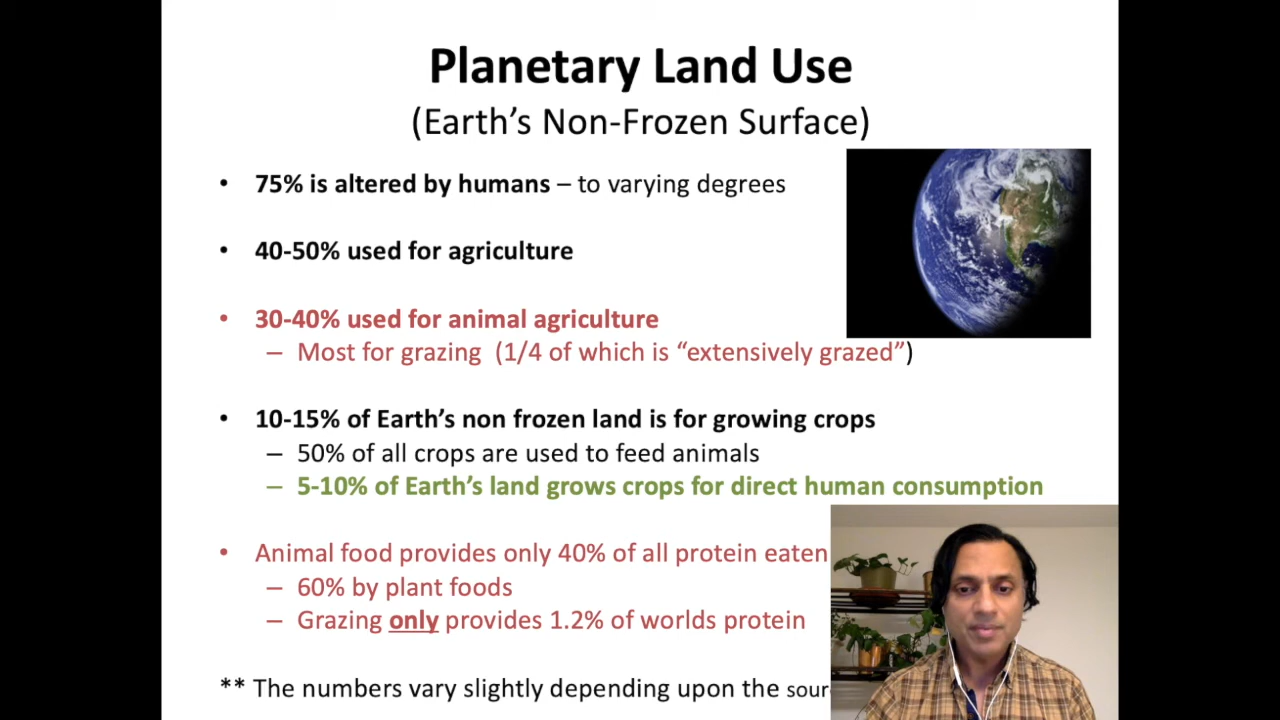 Planetary Land Use
(Earth’s Non-Frozen Surface)
• 75% is altered by humans – to varying degrees
• 40-50% used for agriculture
• 30-40% used for animal agriculture
– Most for grazing (1/4 of which is “extensively grazed”)
• 10-15% of Earth’s non frozen land is for growing crops
– 50% of all crops are used to feed animals
– 5-10% of Earth’s land grows crops for direct human consumption
• Animal food provides only 40% of all protein eaten
– 60% by plant foods
– Grazing only provides 1.2% of worlds protein
** The numbers vary slightly depending upon the